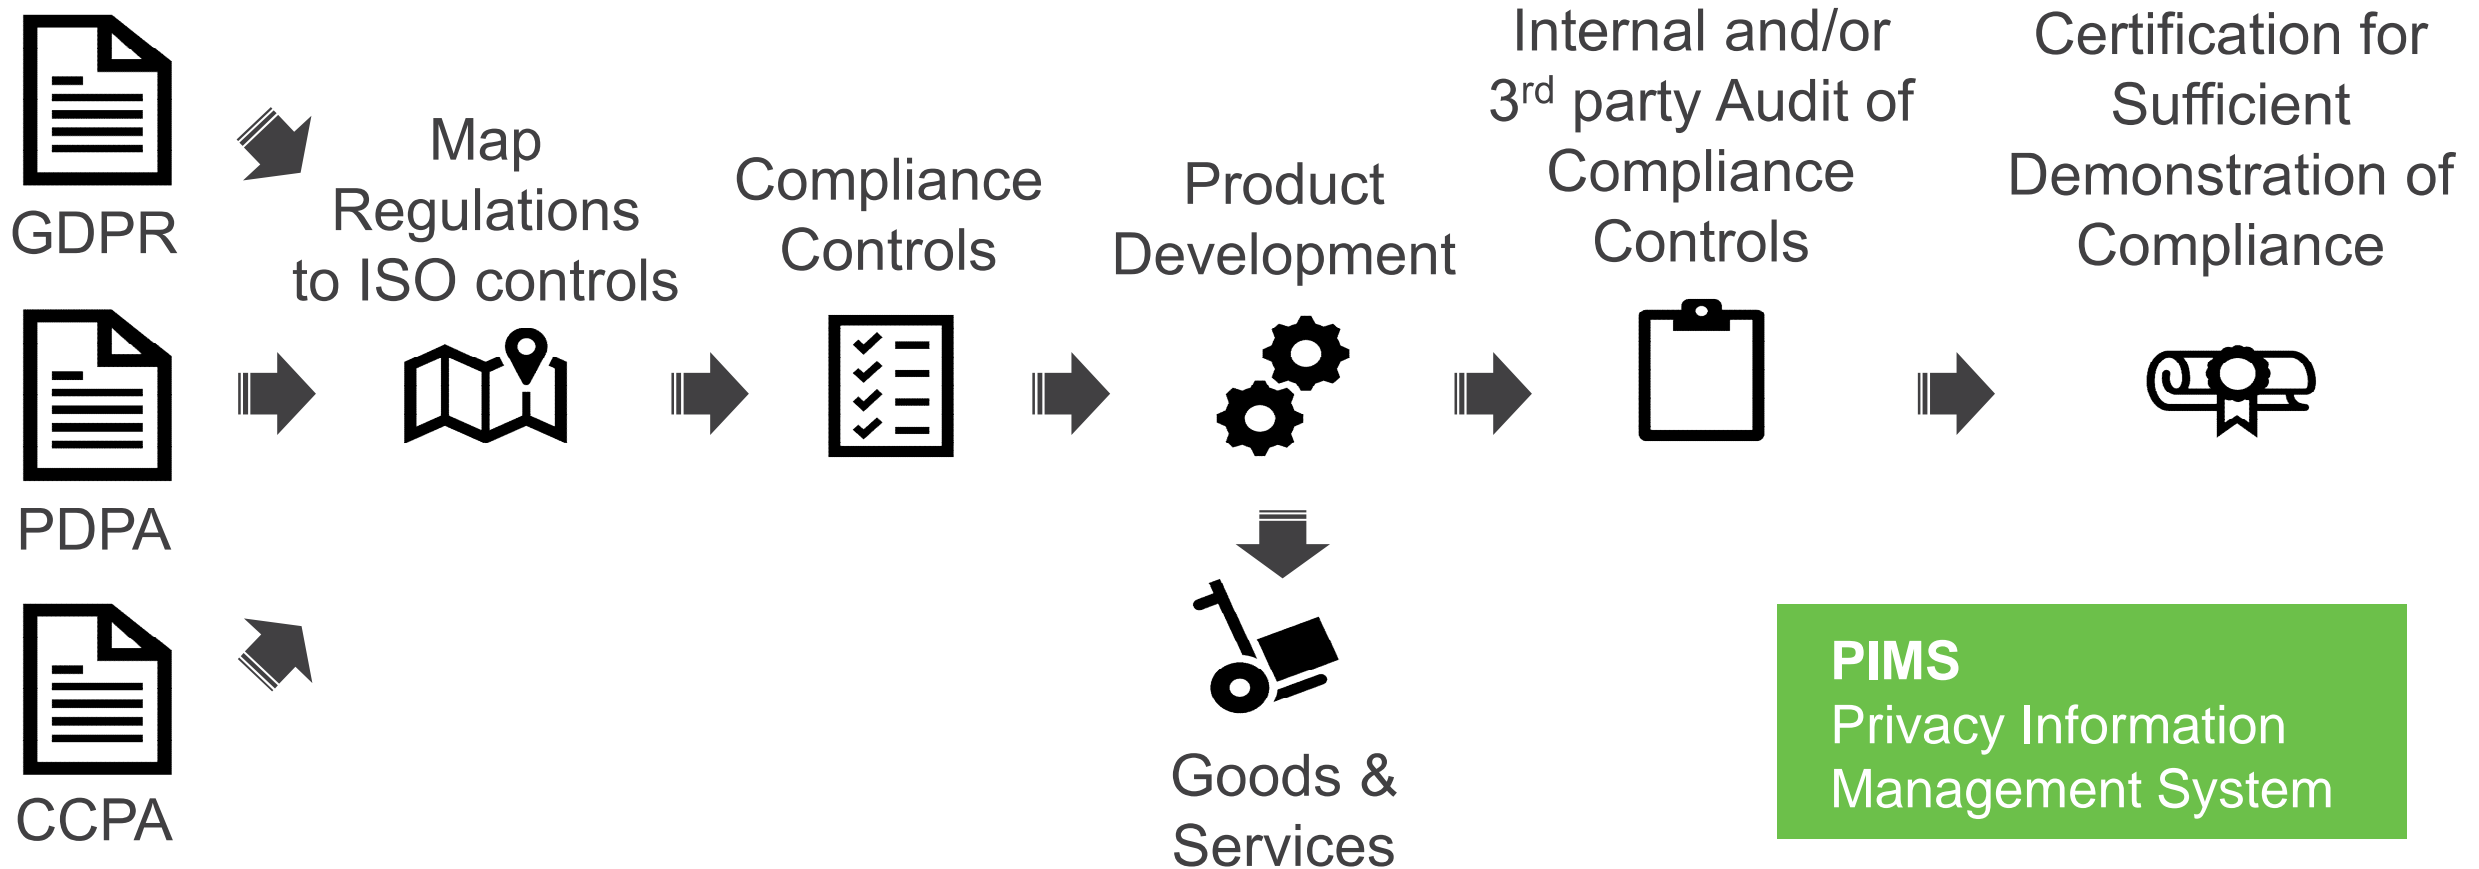 GDPR
PDPA
CCPA
Map
Regulations
to ISO controls
Compliance
Controls
Product
Development
Goods &
Services
Internal and/or
3rd party Audit of
Compliance
Controls
Certification for
Sufficient
Demonstration of
Compliance
PIMS
Privacy Information
Management System